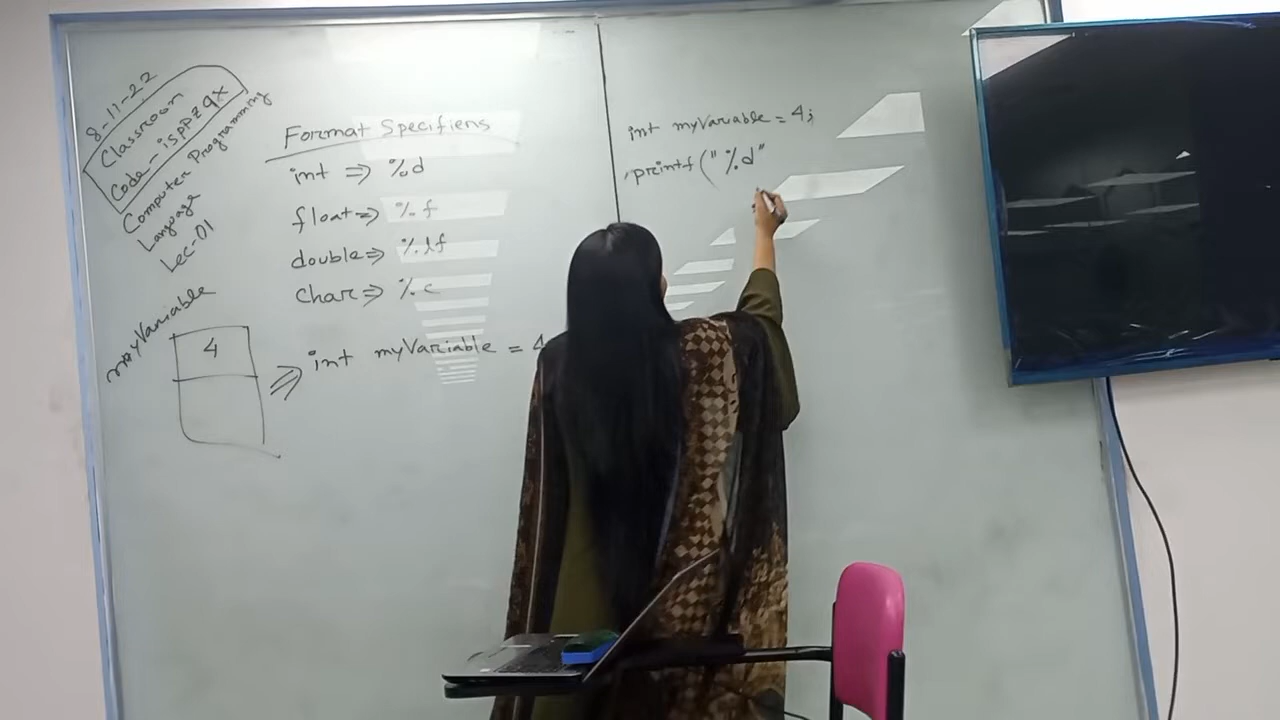 8-11-22
Classroom
Code - isppzqx
Computer Programming
Language
Lec-01
Format Specifiers
int => %d
float => %.f
double => %.lf
char => %.c
myVariable
4
=> int myVariable = 4
int myVariable = 4;
printf(" %d"